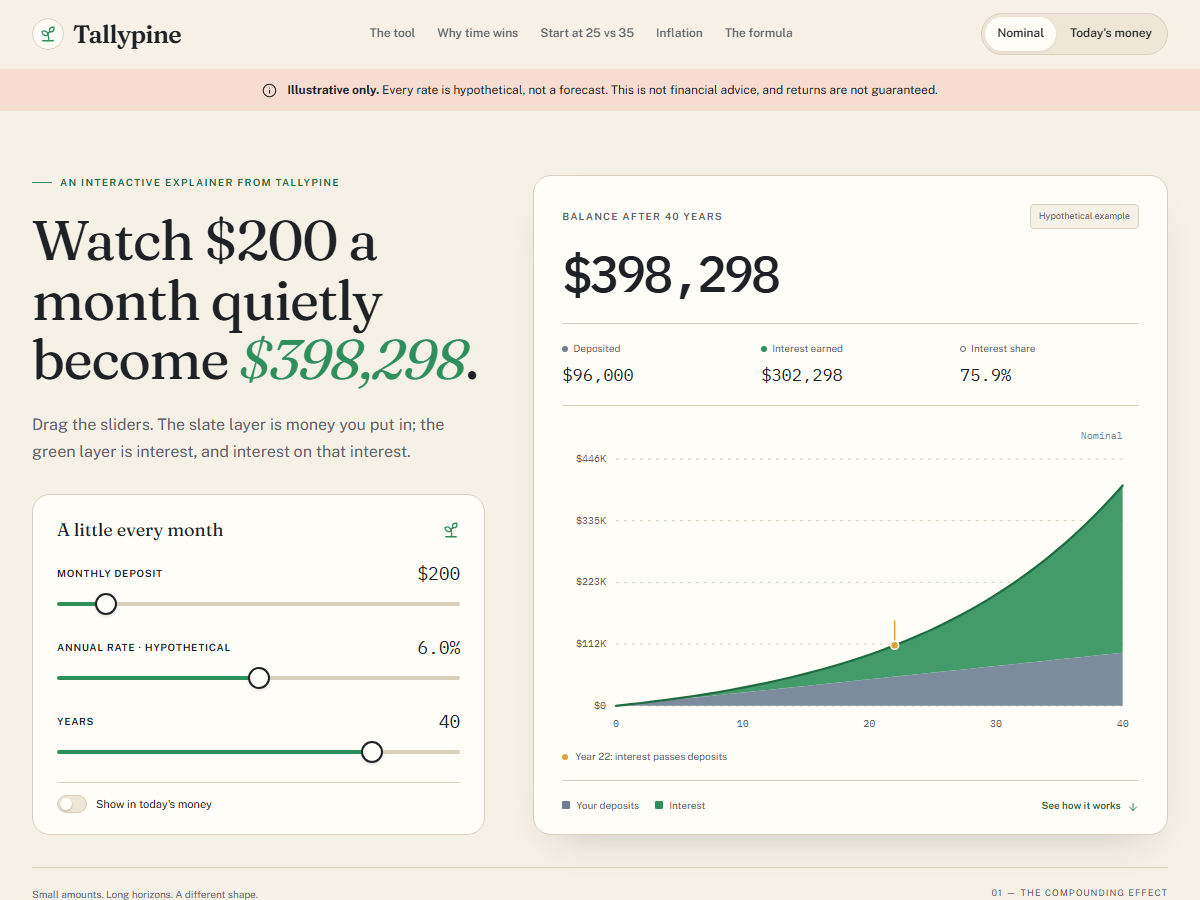 Tallypine
The tool
Why time wins
Start at 25 vs 35
Inflation
The formula
Nominal
Today's money
Illustrative only. Every rate is hypothetical, not a forecast. This is not financial advice, and returns are not guaranteed.
AN INTERACTIVE EXPLAINER FROM TALLYPINE
Watch $200 a
month quietly
become $398,298.
Drag the sliders. The slate layer is money you put in; the
green layer is interest, and interest on that interest.
A little every month
MONTHLY DEPOSIT
$200
ANNUAL RATE · HYPOTHETICAL
6.0%
YEARS
40
Show in today's money
BALANCE AFTER 40 YEARS
Hypothetical example
$398,298
Deposited
$96,000
Interest earned
$302,298
Interest share
75.9%
Nominal
$446K
$335K
$223K
$112K
$0
0
10
20
30
40
Year 22: interest passes deposits
Your deposits
Interest
See how it works ↓
Small amounts. Long horizons. A different shape.
01 — THE COMPOUNDING EFFECT